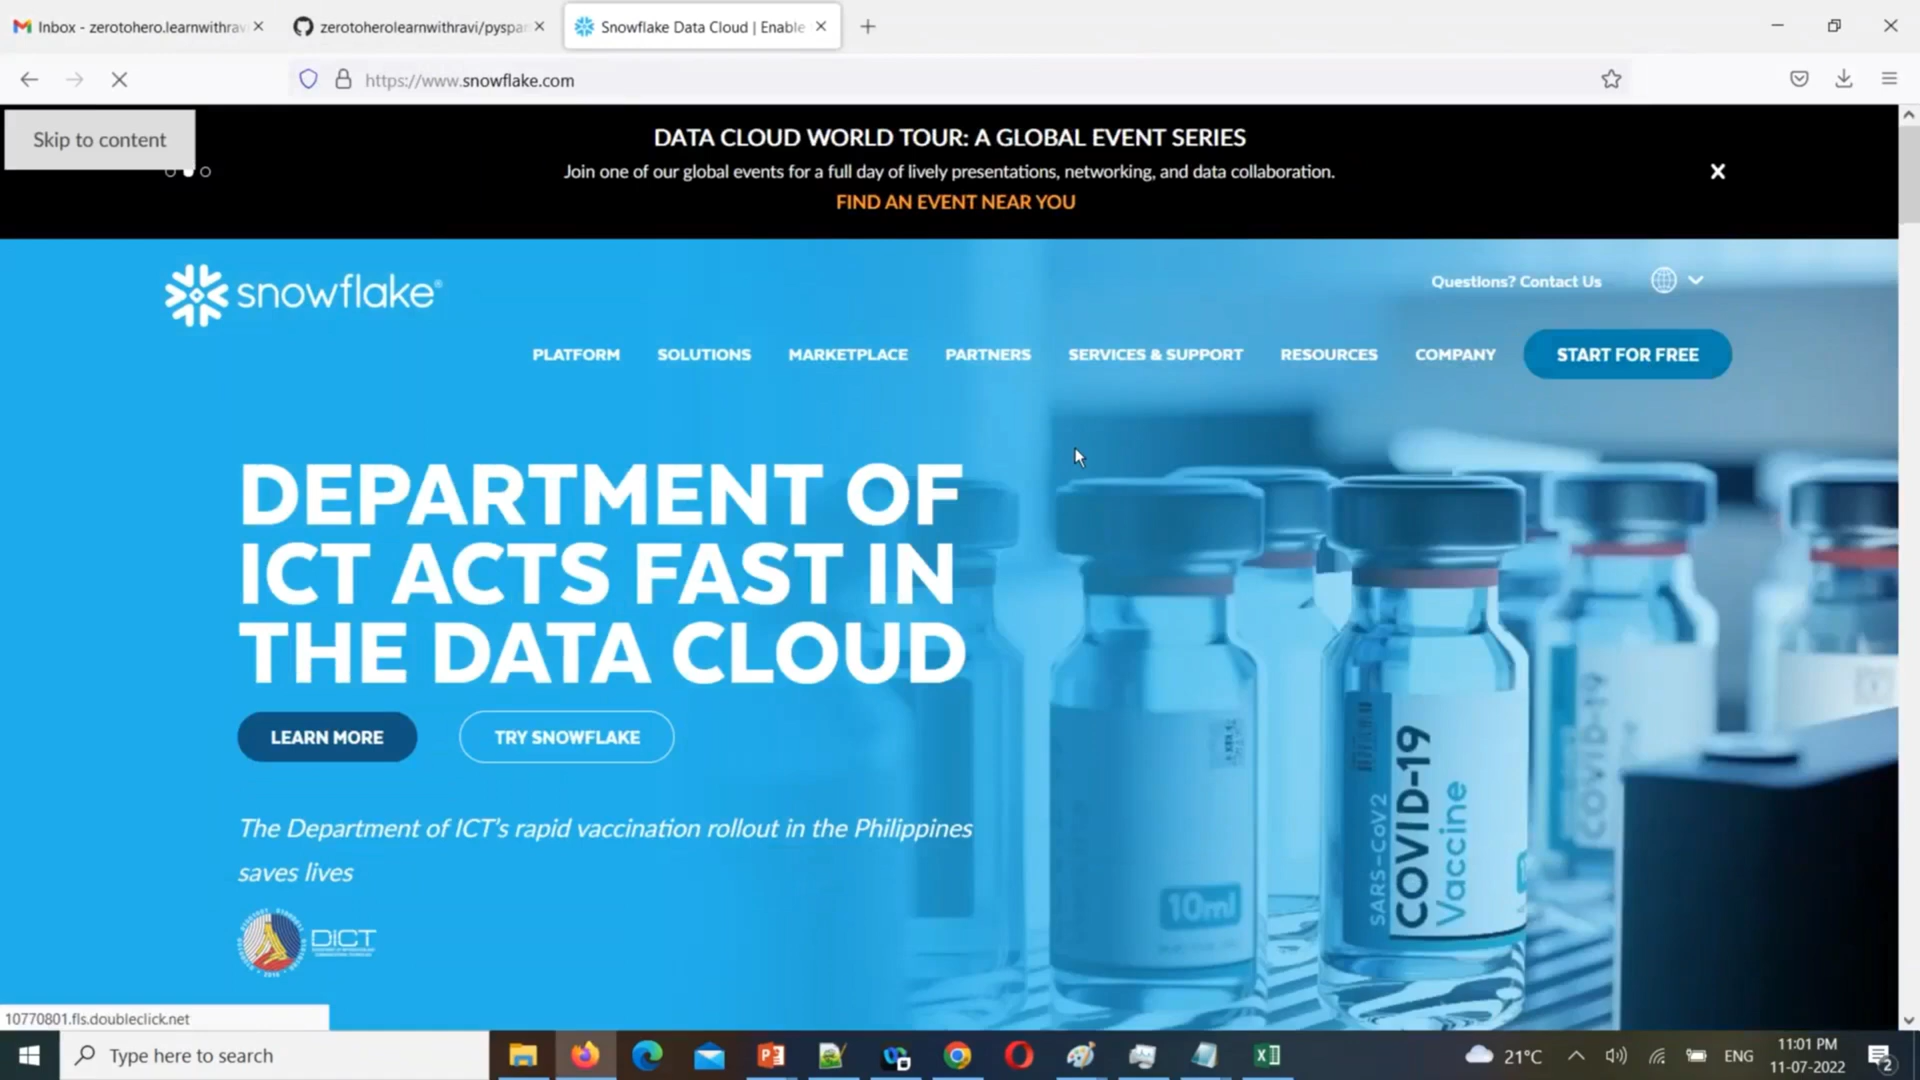 Inbox - zerotohero.learnwithrav
zerotoherolearnwithravi/pyspar
Snowflake Data Cloud | Enable
https://www.snowflake.com
Skip to content
DATA CLOUD WORLD TOUR: A GLOBAL EVENT SERIES
Join one of our global events for a full day of lively presentations, networking, and data collaboration.
FIND AN EVENT NEAR YOU
snowflake®
Questions? Contact Us
PLATFORM SOLUTIONS MARKETPLACE PARTNERS SERVICES & SUPPORT RESOURCES COMPANY START FOR FREE
DEPARTMENT OF
ICT ACTS FAST IN
THE DATA CLOUD
LEARN MORE TRY SNOWFLAKE
The Department of ICT's rapid vaccination rollout in the Philippines
saves lives
DICT
SARS-CoV2
COVID-19
Vaccine
10ml
COVID-19
10770801.fls.doubleclick.net
Type here to search
21°C
ENG
11:01 PM
11-07-2022
2